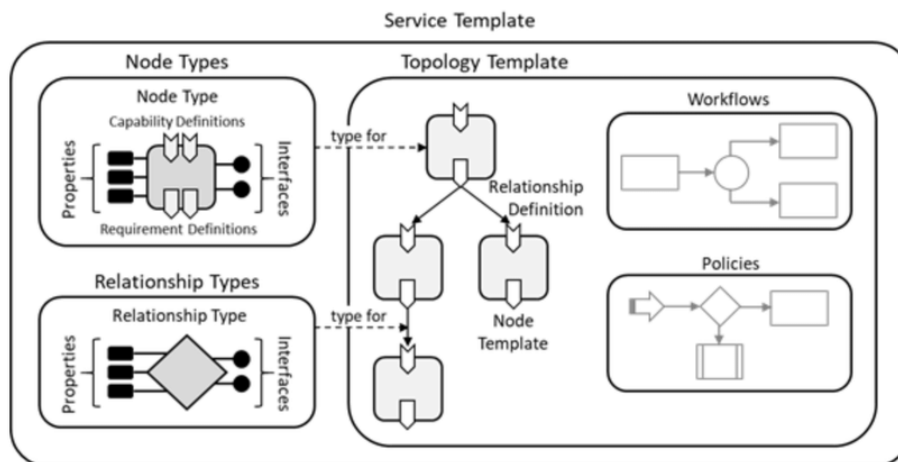 Service Template
Node Types
Node Type
Capability Definitions
Properties
Interfaces
Requirement Definitions
type for
Relationship Types
Relationship Type
Properties
Interfaces
type for
Topology Template
Relationship
Definition
Node
Template
Workflows
Policies